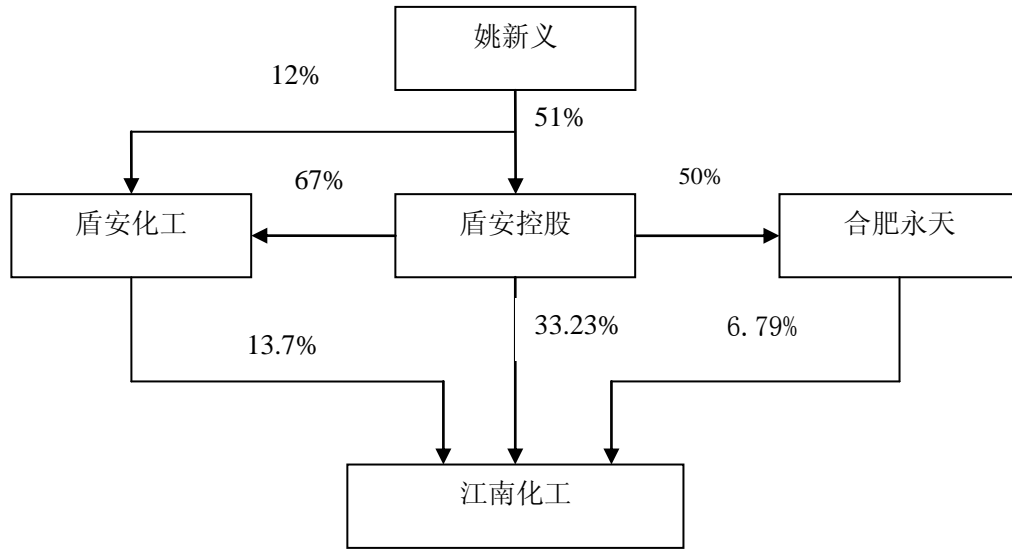 姚新义
12%
51%
67%
50%
盾安化工
盾安控股
合肥永天
13.7%
33.23%
6.79%
江南化工